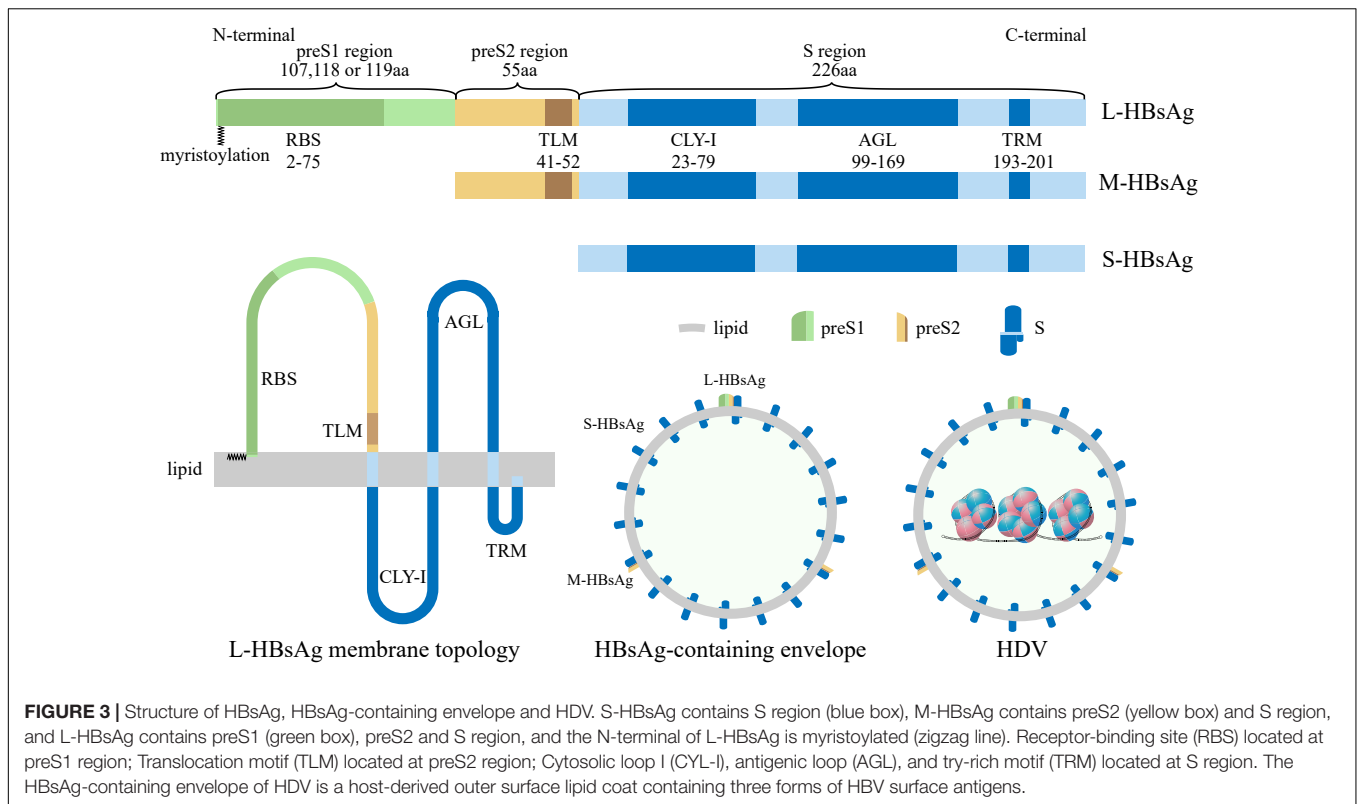 N-terminal
C-terminal
preS1 region
107,118 or 119aa
preS2 region
55aa
S region
226aa
L-HBsAg
myristoylation
RBS
2-75
TLM
41-52
CLY-I
23-79
AGL
99-169
TRM
193-201
M-HBsAg
S-HBsAg
lipid
preS1
preS2
S
RBS
TLM
AGL
lipid
CLY-I
TRM
L-HBsAg
S-HBsAg
M-HBsAg
L-HBsAg membrane topology
HBsAg-containing envelope
HDV
FIGURE 3 | Structure of HBsAg, HBsAg-containing envelope and HDV. S-HBsAg contains S region (blue box), M-HBsAg contains preS2 (yellow box) and S region,
and L-HBsAg contains preS1 (green box), preS2 and S region, and the N-terminal of L-HBsAg is myristoylated (zigzag line). Receptor-binding site (RBS) located at
preS1 region; Translocation motif (TLM) located at preS2 region; Cytosolic loop I (CYL-I), antigenic loop (AGL), and try-rich motif (TRM) located at S region. The
HBsAg-containing envelope of HDV is a host-derived outer surface lipid coat containing three forms of HBV surface antigens.